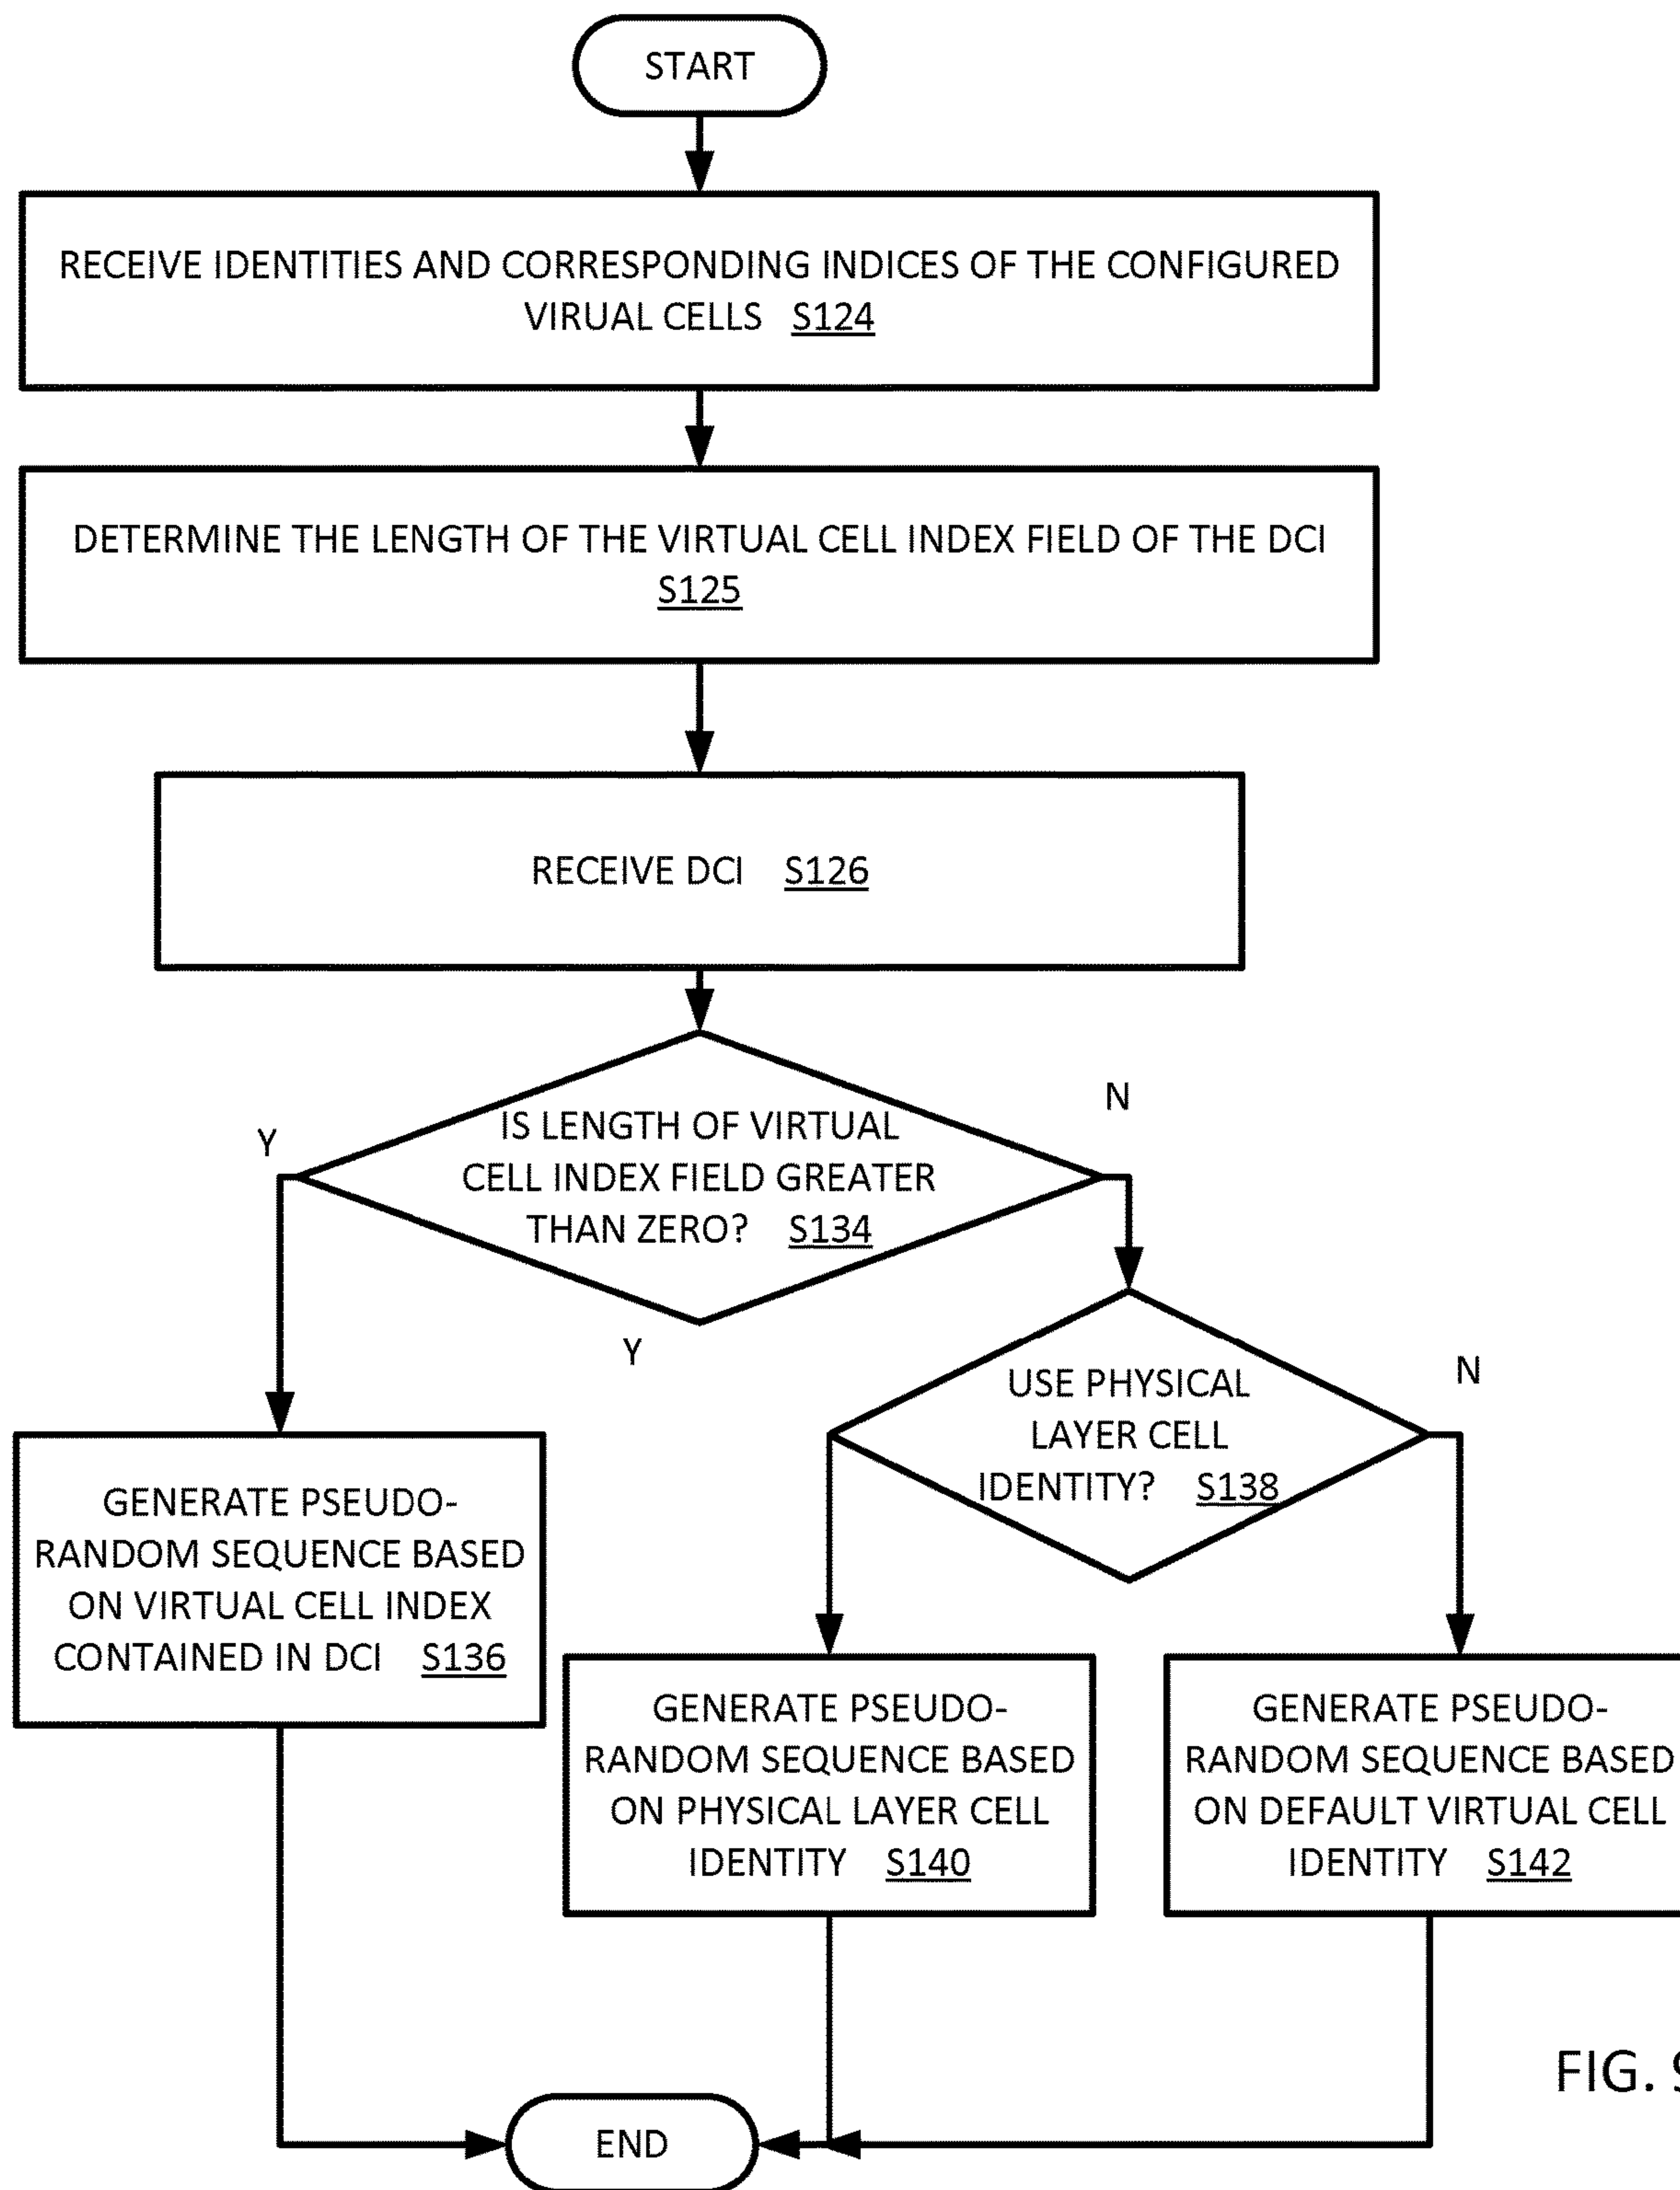 START
RECEIVE IDENTITIES AND CORRESPONDING INDICES OF THE CONFIGURED
VIRUAL CELLS S124
DETERMINE THE LENGTH OF THE VIRTUAL CELL INDEX FIELD OF THE DCI
S125
RECEIVE DCI S126
N
Y
IS LENGTH OF VIRTUAL
CELL INDEX FIELD GREATER
THAN ZERO? S134
Y
N
USE PHYSICAL
LAYER CELL
IDENTITY? S138
GENERATE PSEUDO-
RANDOM SEQUENCE BASED
ON VIRTUAL CELL INDEX
CONTAINED IN DCI S136
GENERATE PSEUDO-
RANDOM SEQUENCE BASED
ON PHYSICAL LAYER CELL
IDENTITY S140
GENERATE PSEUDO-
RANDOM SEQUENCE BASED
ON DEFAULT VIRTUAL CELL
IDENTITY S142
FIG.
END